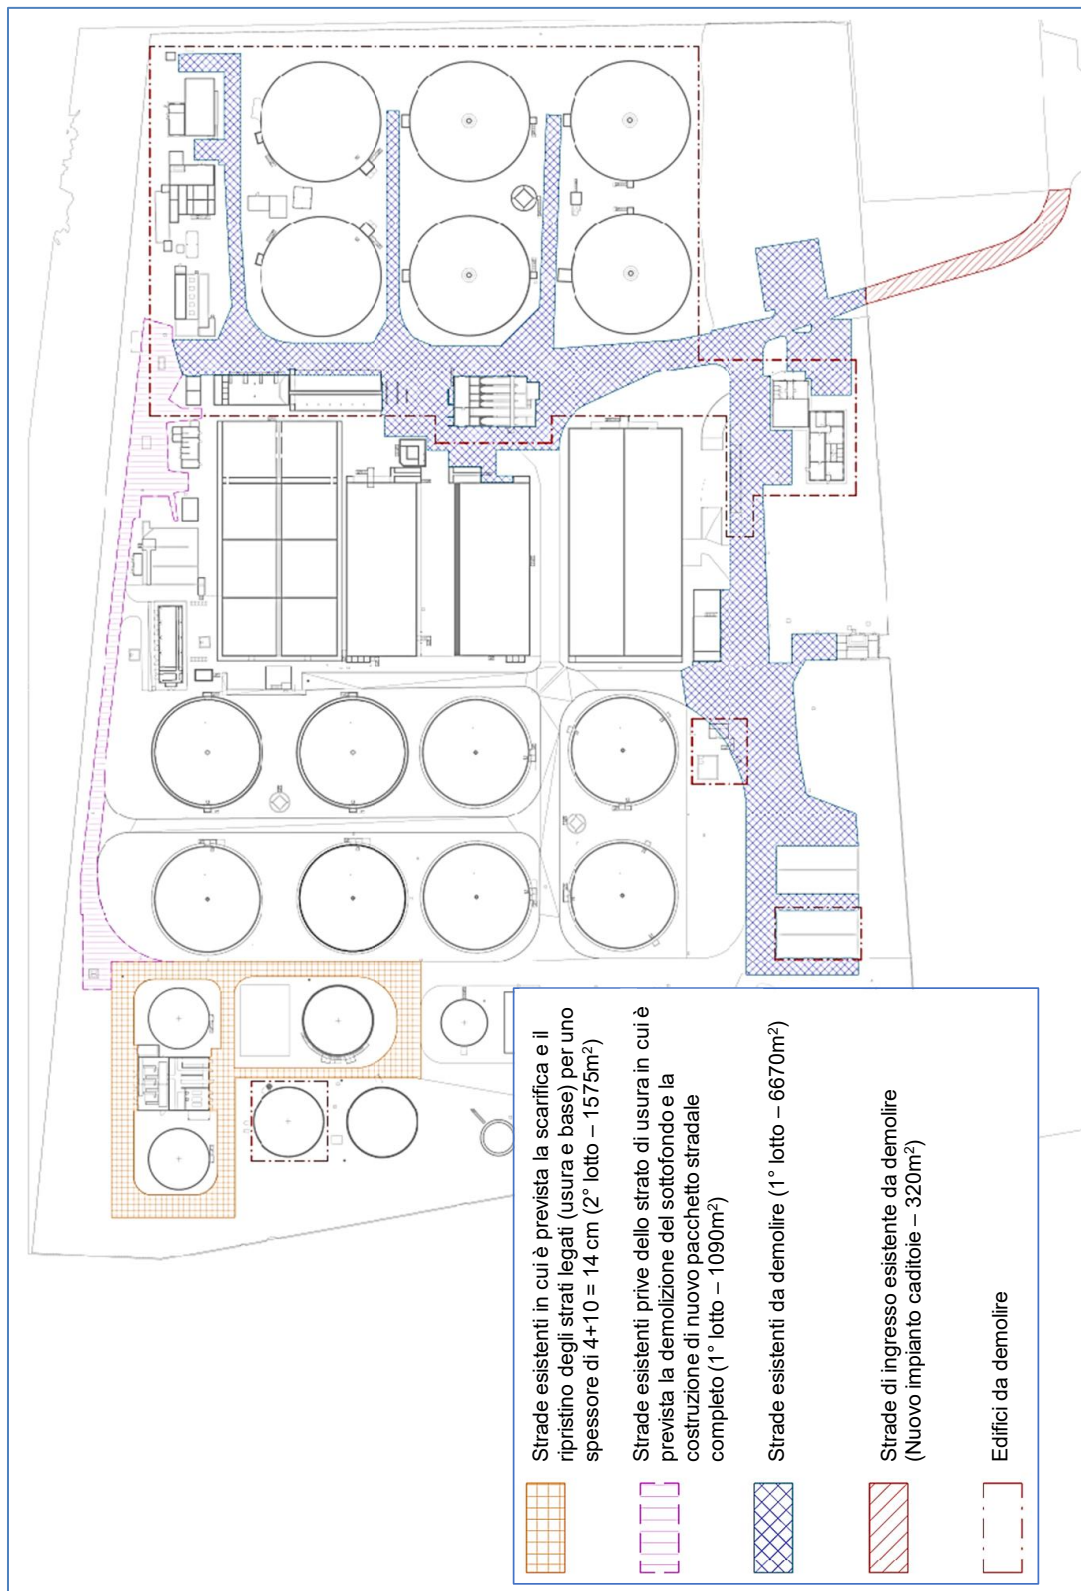 Strade esistenti in cui è prevista la scarifica e il
ripristino degli strati legati (usura e base) per uno
spessore di 4+10 = 14 cm (2° lotto – 1575m²)
Strade esistenti prive dello strato di usura in cui è
prevista la demolizione del sottofondo e la
costruzione di nuovo pacchetto stradale
completo (1° lotto – 1090m²)
Strade esistenti da demolire (1° lotto – 6670m²)
Strade di ingresso esistente da demolire
(Nuovo impianto caditoie – 320m²)
Edifici da demolire